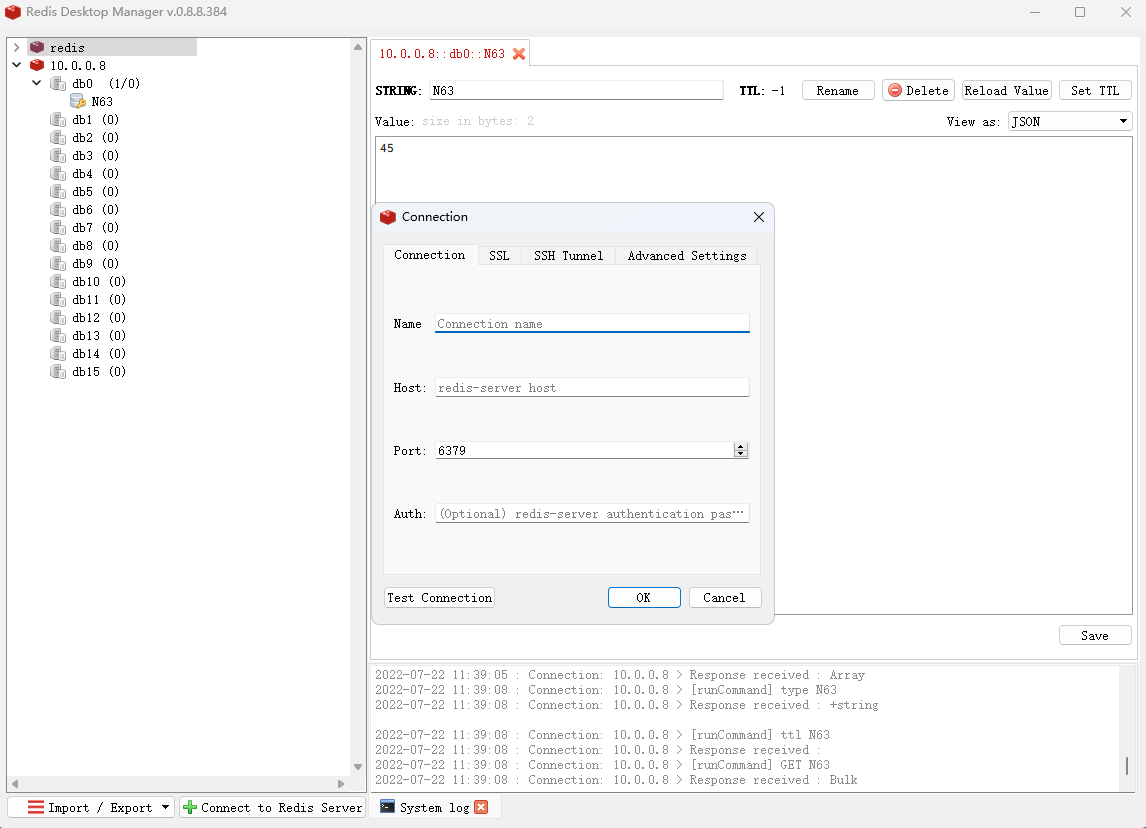 Redis Desktop Manager v.0.8.8.384
redis
10.0.0.8
db0 (1/0)
N63
db1 (0)
db2 (0)
db3 (0)
db4 (0)
db5 (0)
db6 (0)
db7 (0)
db8 (0)
db9 (0)
db10 (0)
db11 (0)
db12 (0)
db13 (0)
db14 (0)
db15 (0)
Import / Export
Connect to Redis Server
10.0.0.8::db0::N63
STRING: N63 TTL: -1 Rename Delete Reload Value Set TTL
Value: size in bytes: 2 View as: JSON
45
Connection
Connection SSL SSH Tunnel Advanced Settings
Name Connection name
Host: redis-server host
Port: 6379
Auth: (Optional) redis-server authentication pas…
Test Connection OK Cancel
Save
2022-07-22 11:39:05 : Connection: 10.0.0.8 > Response received : Array
2022-07-22 11:39:08 : Connection: 10.0.0.8 > [runCommand] type N63
2022-07-22 11:39:08 : Connection: 10.0.0.8 > Response received : +string
2022-07-22 11:39:08 : Connection: 10.0.0.8 > [runCommand] ttl N63
2022-07-22 11:39:08 : Connection: 10.0.0.8 > Response received :
2022-07-22 11:39:08 : Connection: 10.0.0.8 > [runCommand] GET N63
2022-07-22 11:39:08 : Connection: 10.0.0.8 > Response received : Bulk
System log